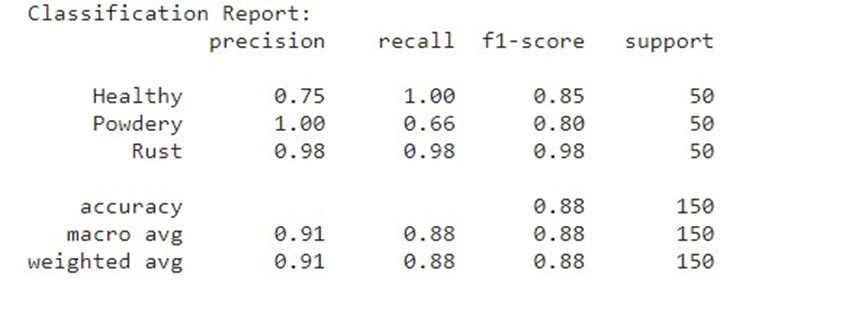 Classification Report:
precision recall f1-score support
Healthy 0.75 1.00 0.85 50
Powdery 1.00 0.66 0.80 50
Rust 0.98 0.98 0.98 50
accuracy 0.88 150
macro avg 0.91 0.88 0.88 150
weighted avg 0.91 0.88 0.88 150